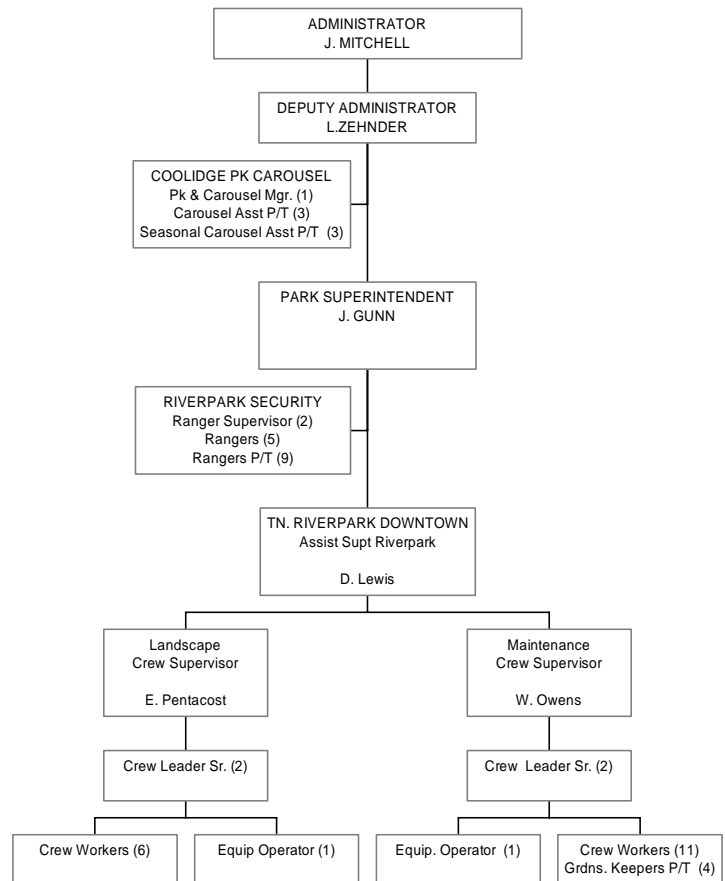 ADMINISTRATOR
J. MITCHELL
DEPUTY ADMINISTRATOR
L.ZEHNDER
COOLIDGE PK CAROUSEL
Pk & Carousel Mgr. (1)
Carousel Asst P/T (3)
Seasonal Carousel Asst P/T (3)
PARK SUPERINTENDENT
J. GUNN
RIVERPARK SECURITY
Ranger Supervisor (2)
Rangers (5)
Rangers P/T (9)
TN. RIVERPARK DOWNTOWN
Assist Supt Riverpark
D. Lewis
Landscape
Crew Supervisor
E. Pentacost
Maintenance
Crew Supervisor
W. Owens
Crew Leader Sr. (2)
Crew Leader Sr. (2)
Crew Workers (6)
Equip Operator (1)
Equip. Operator (1)
Crew Workers (11)
Grdns. Keepers P/T (4)